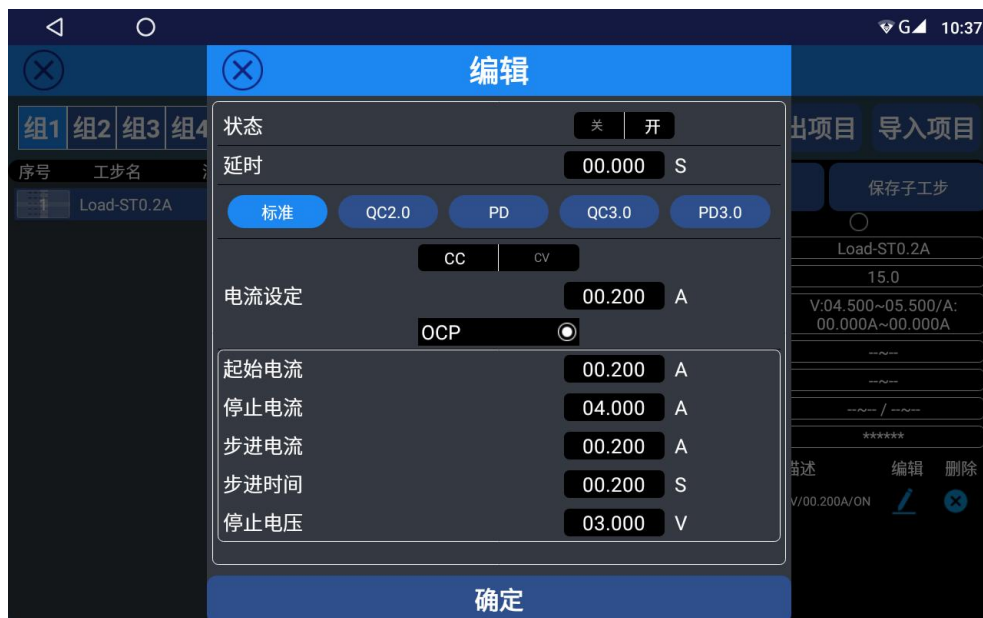 G 10:37
编辑
组1 组2 组3 组4
出项目 导入项目
序号 工步名
1 Load-ST0.2A
保存子工步
Load-ST0.2A
15.0
V:04.500~05.500/A:
00.000A~00.000A
--~--
--~--
--~-- / --~--
******
描述 编辑 删除
V/00.200A/ON
状态 关 开
延时 00.000 S
标准 QC2.0 PD QC3.0 PD3.0
CC CV
电流设定 00.200 A
OCP
起始电流 00.200 A
停止电流 04.000 A
步进电流 00.200 A
步进时间 00.200 S
停止电压 03.000 V
确定